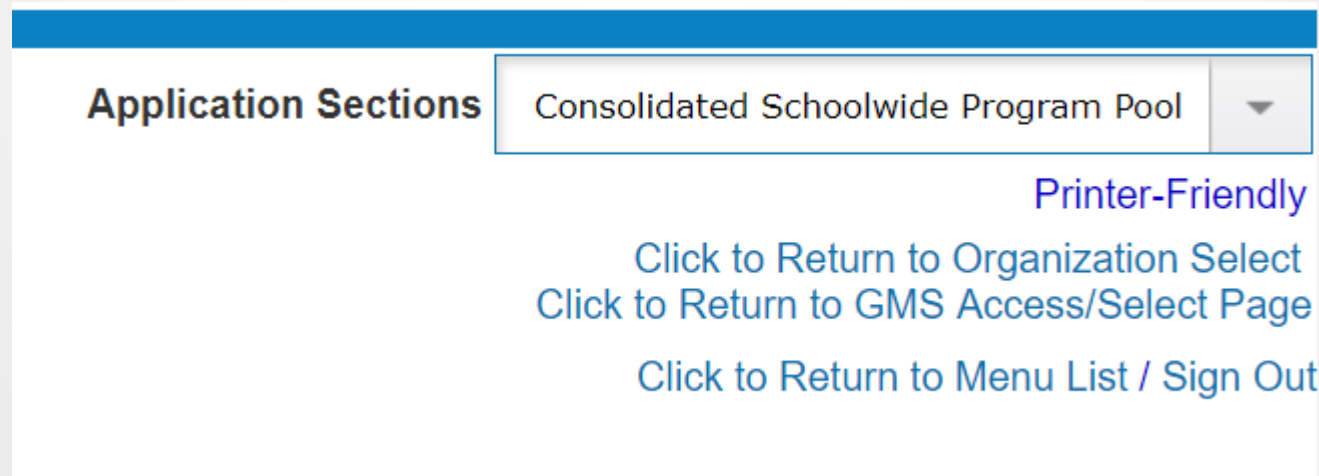 Application Sections Consolidated Schoolwide Program Pool
Printer-Friendly
Click to Return to Organization Select
Click to Return to GMS Access/Select Page
Click to Return to Menu List / Sign Out